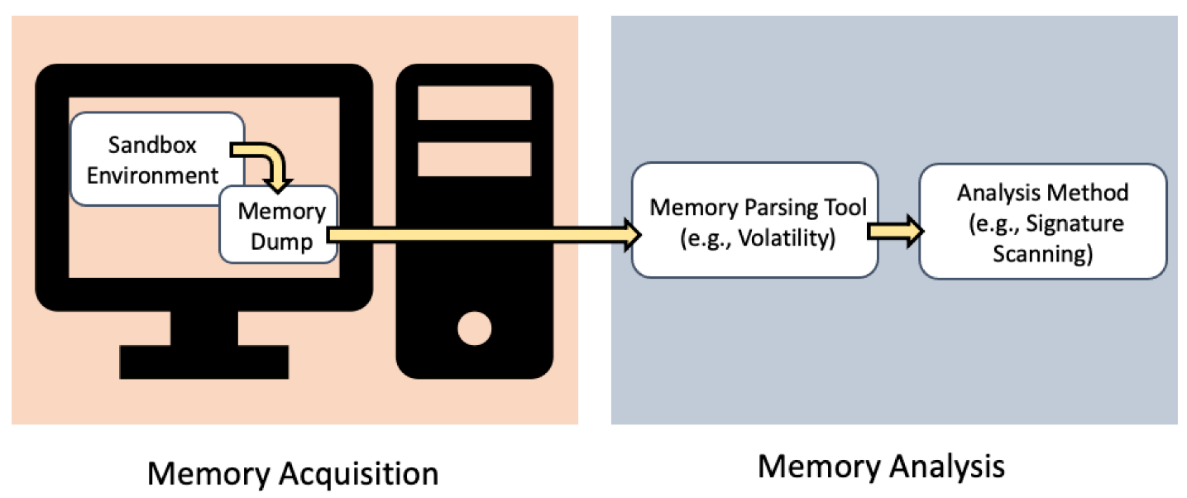 Sandbox
Environment
Memory
Dump
Memory Parsing Tool
(e.g., Volatility)
Analysis Method
(e.g., Signature
Scanning)
Memory Acquisition
Memory Analysis